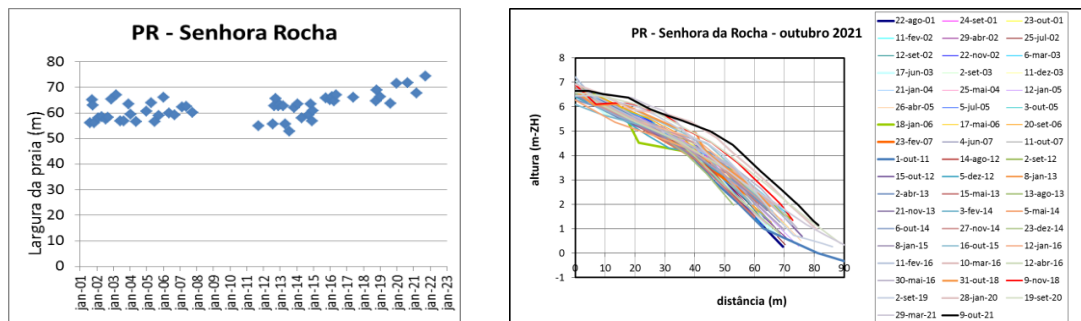 PR - Senhora Rocha
Largura da praia (m)
80
70
60
50
40
30
20
10
0
jan-01
jan-02
jan-03
jan-04
jan-05
jan-06
jan-07
jan-08
jan-09
jan-10
jan-11
jan-12
jan-13
jan-14
jan-15
jan-16
jan-17
jan-18
jan-19
jan-20
jan-21
jan-22
jan-23
PR - Senhora da Rocha - outubro 2021
altura (m-ZH)
8
7
6
5
4
3
2
1
0
-1
0 10 20 30 40 50 60 70 80 90
distância (m)
22-ago-01 24-set-01 23-out-01
11-fev-02 29-abr-02 25-jul-02
12-set-02 22-nov-02 6-mar-03
17-jun-03 2-set-03 11-dez-03
21-jan-04 25-mai-04 12-jan-05
26-abr-05 5-jul-05 3-out-05
18-jan-06 17-mai-06 20-set-06
23-fev-07 4-jun-07 11-out-07
1-out-11 14-ago-12 2-set-12
15-out-12 5-dez-12 8-jan-13
2-abr-13 15-mai-13 13-ago-13
21-nov-13 3-fev-14 5-mai-14
6-out-14 27-nov-14 23-dez-14
8-jan-15 16-out-15 12-jan-16
11-fev-16 10-mar-16 12-abr-16
30-mai-16 31-out-18 9-nov-18
2-set-19 28-jan-20 19-set-20
29-mar-21 9-out-21